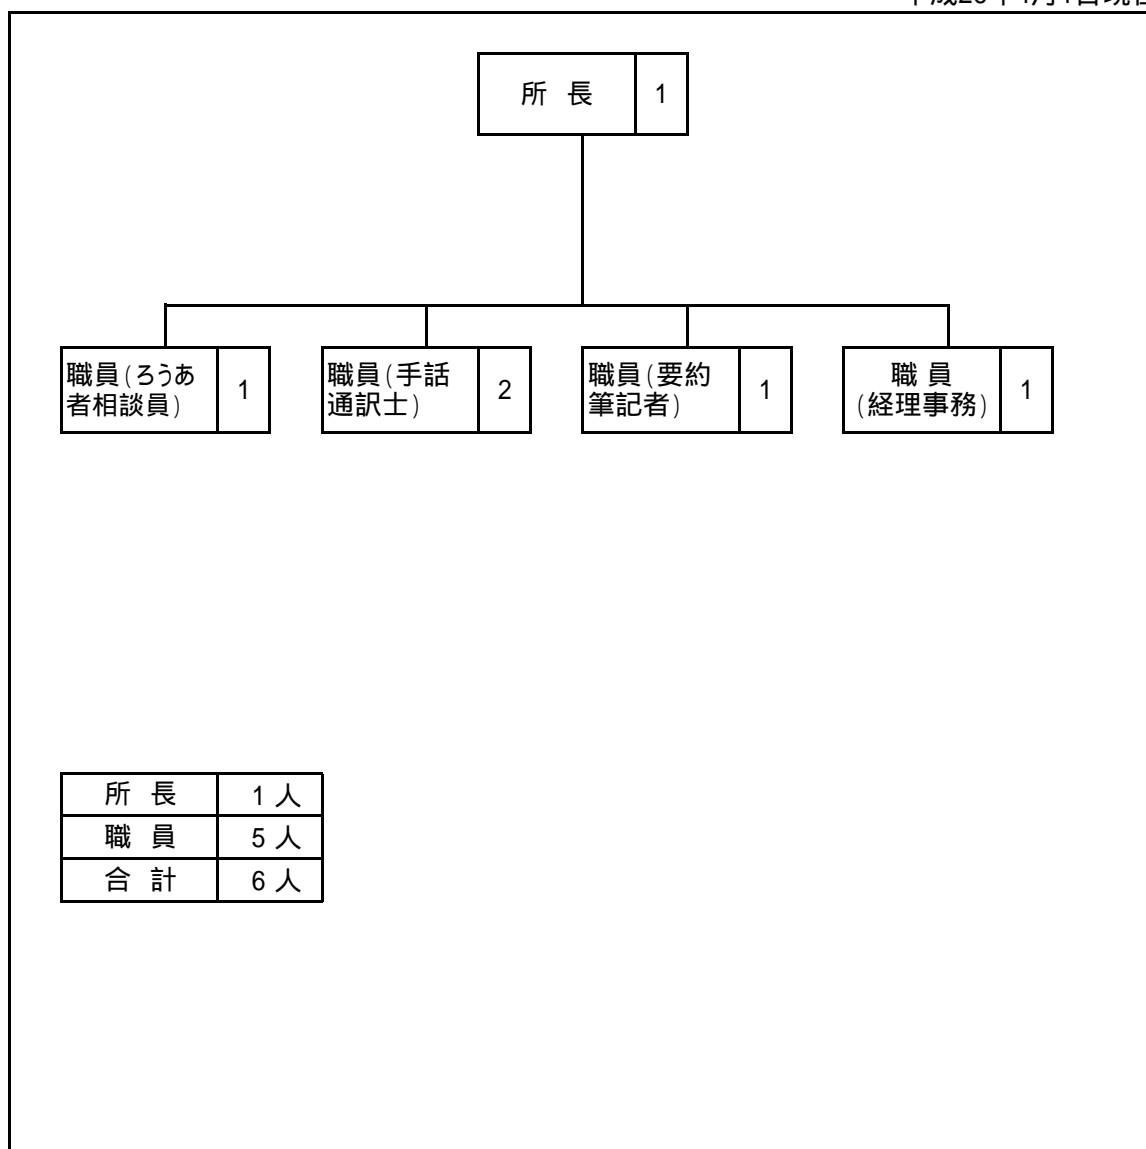 所 長 1
職員(ろうあ
者相談員) 1
職員(手話
通訳士) 2
職員(要約
筆記者) 1
職 員
(経理事務) 1
所 長 1 人
職 員 5 人
合 計 6 人